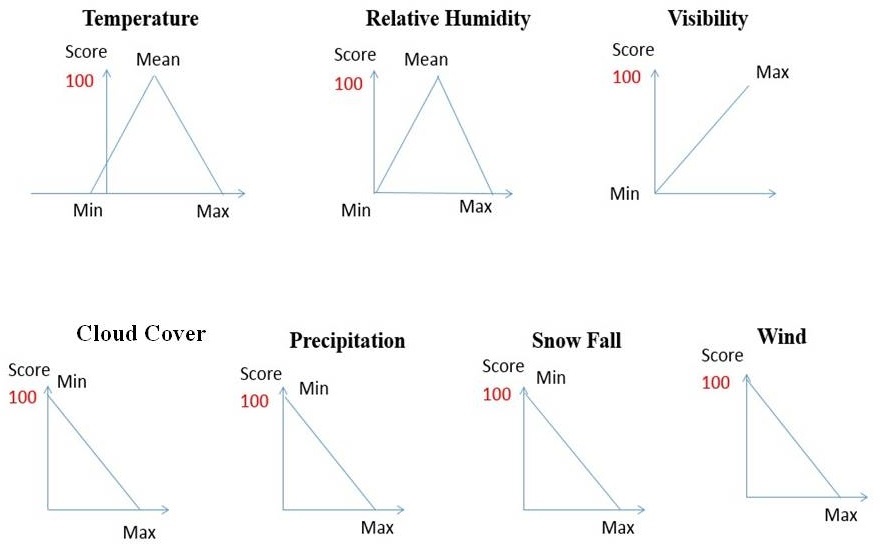 Temperature
Score
100
Mean
Min
Max
Relative Humidity
Score
100
Mean
Min
Max
Visibility
Score
100
Max
Min
Cloud Cover
Score
100
Min
Max
Precipitation
Score
100
Min
Max
Snow Fall
Score
100
Min
Max
Wind
Score
100
Max